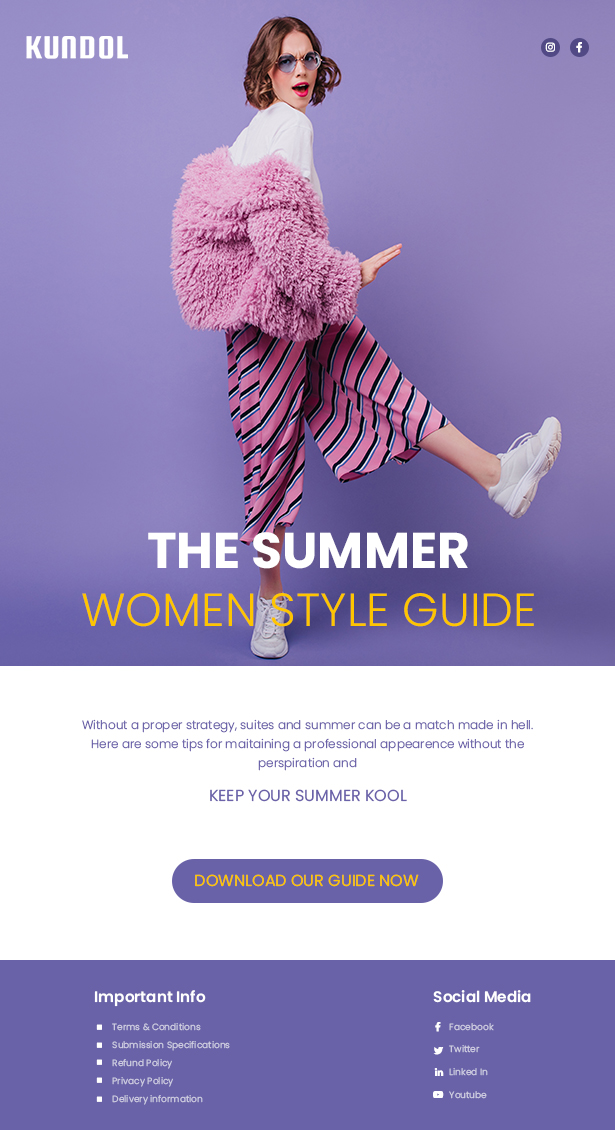 KUNDOL
THE SUMMER
WOMEN STYLE GUIDE
Without a proper strategy, suites and summer can be a match made in hell.
Here are some tips for maitaining a professional appearence without the
perspiration and
KEEP YOUR SUMMER KOOL
DOWNLOAD OUR GUIDE NOW
Important Info
Terms & Conditions
Submission Specifications
Refund Policy
Privacy Policy
Delivery information
Social Media
Facebook
Twitter
Linked In
Youtube